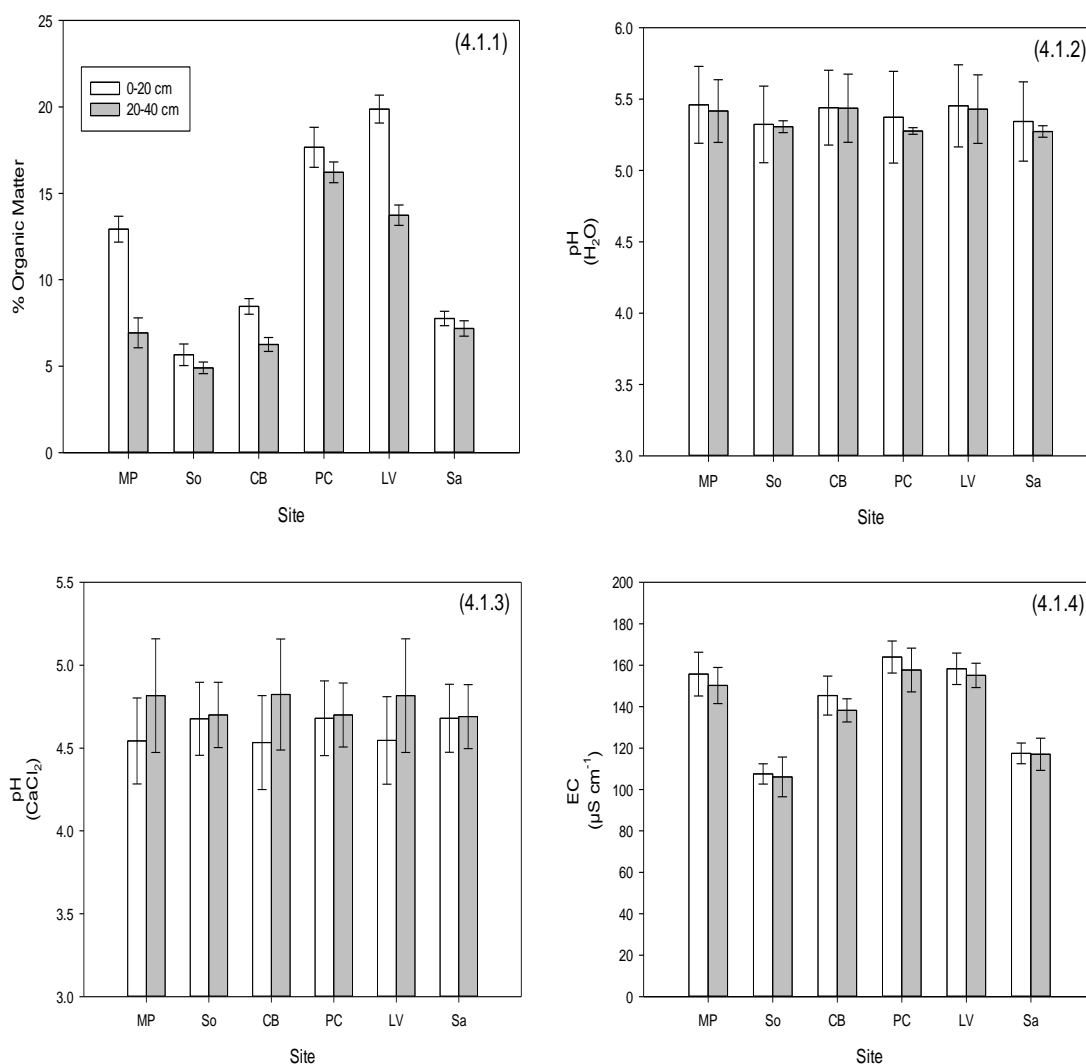 (4.1.1)
25
20
15
10
5
0
% Organic Matter
0-20 cm
20-40 cm
MP So CB PC LV Sa
Site
(4.1.2)
6.0
5.5
5.0
4.5
4.0
3.5
3.0
pH
(H₂O)
MP So CB PC LV Sa
Site
(4.1.3)
5.5
5.0
4.5
4.0
3.5
3.0
pH
(CaCl₂)
MP So CB PC LV Sa
Site
(4.1.4)
200
180
160
140
120
100
80
60
40
20
0
EC
(µS cm⁻¹)
MP So CB PC LV Sa
Site